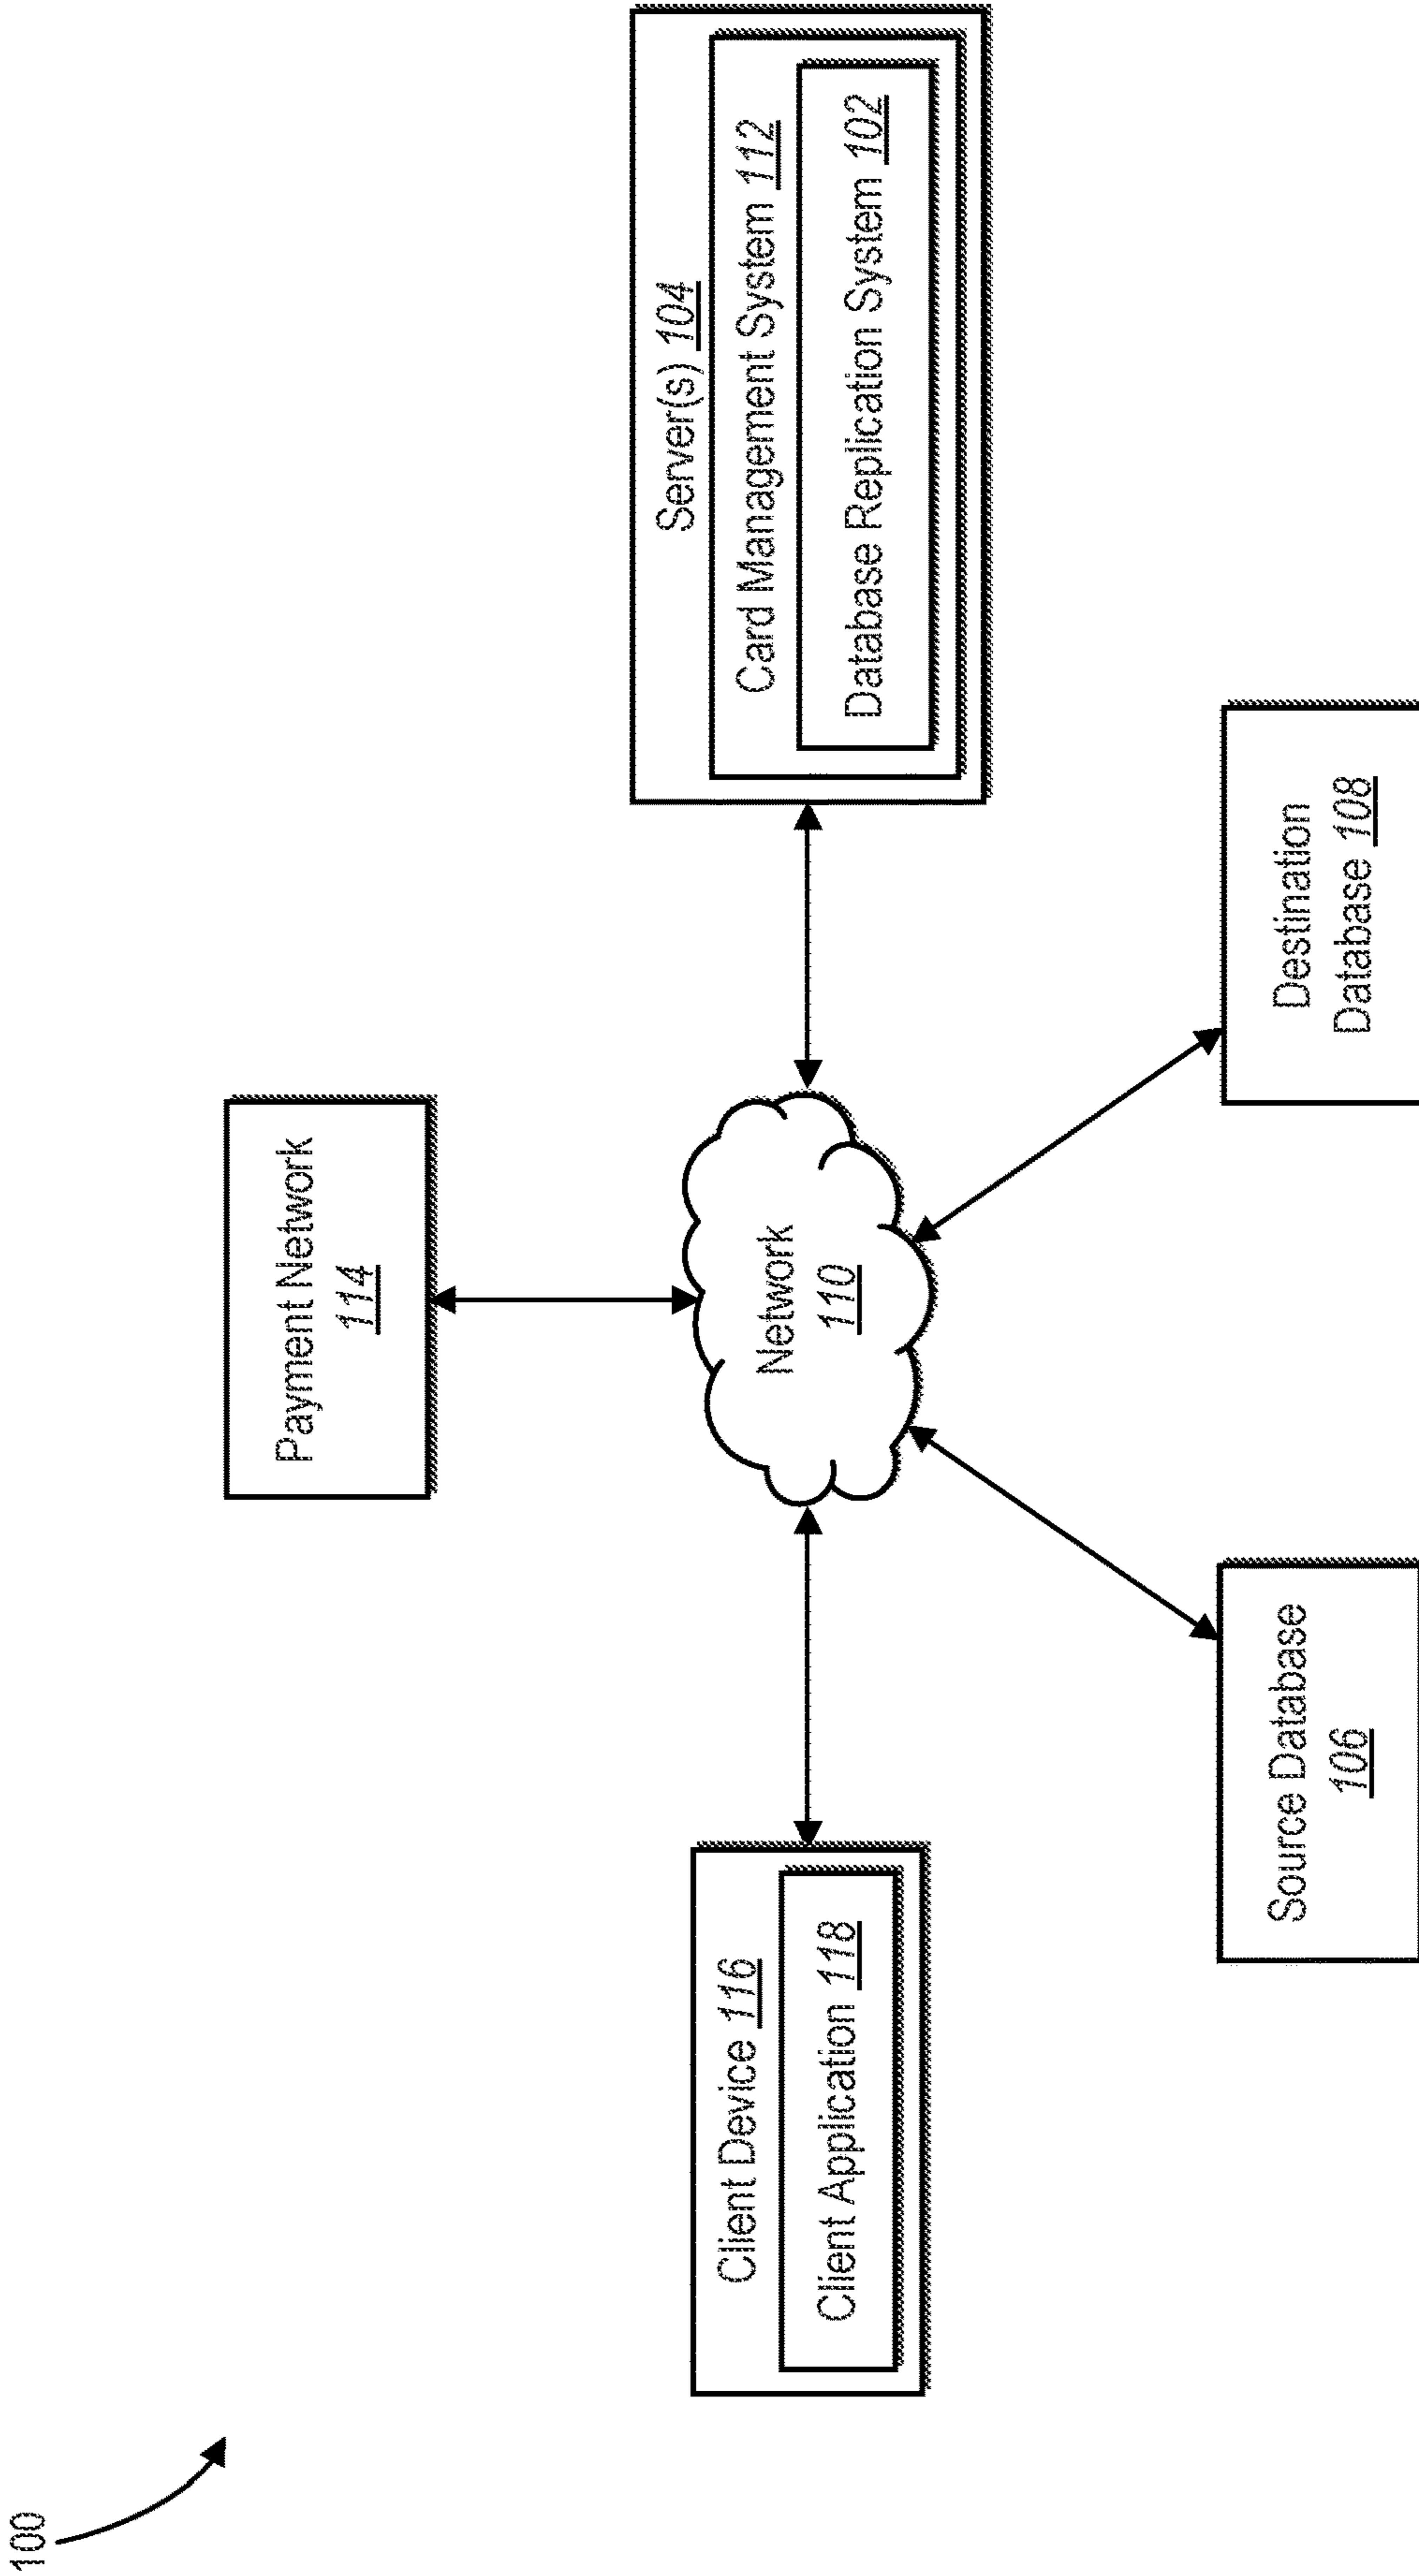 100
Payment Network
114
Client Device 116
Client Application 118
Network
110
Server(s) 104
Card Management System 112
Database Replication System 102
Source Database
106
Destination
Database 108